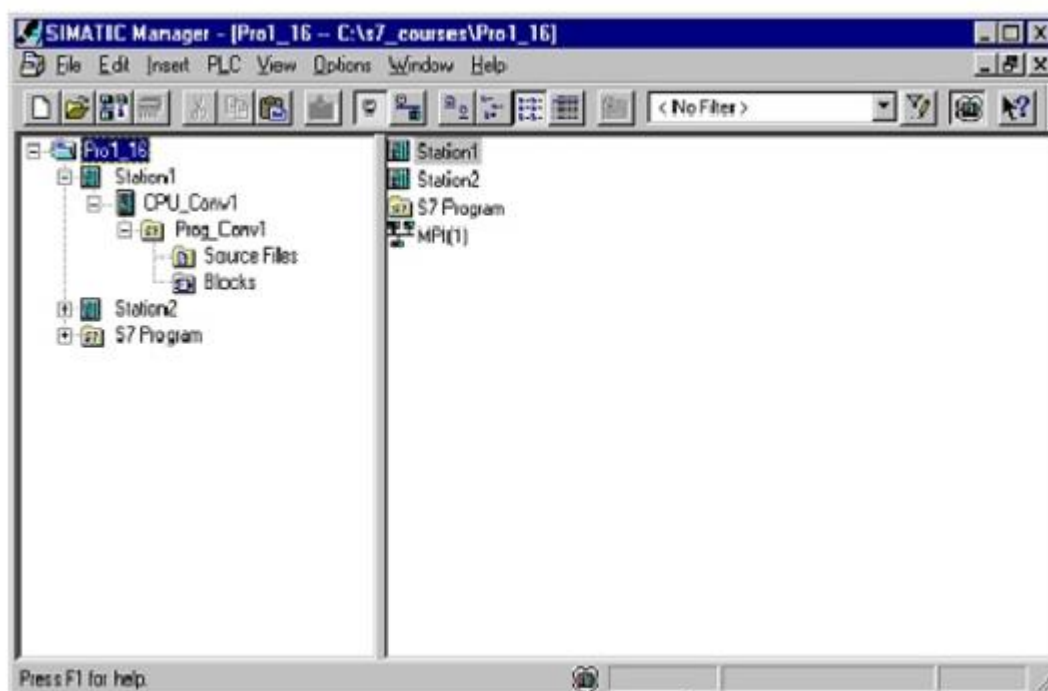 SIMATIC Manager - [Pro1_16 -- C:\s7_courses\Pro1_16]
File Edit Insert PLC View Options Window Help
< No Filter >
Pro1_16
Station1
CPU_Conv1
Prog_Conv1
Source Files
Blocks
Station2
S7 Program
Station1
Station2
S7 Program
MPI(1)
Press F1 for help.